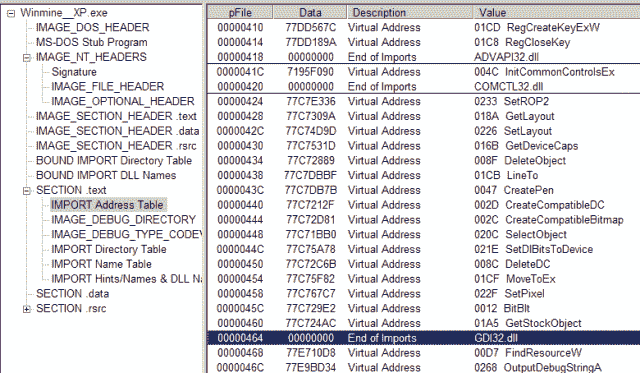 Winmine__XP.exe
IMAGE_DOS_HEADER
MS-DOS Stub Program
IMAGE_NT_HEADERS
Signature
IMAGE_FILE_HEADER
IMAGE_OPTIONAL_HEADER
IMAGE_SECTION_HEADER .text
IMAGE_SECTION_HEADER .data
IMAGE_SECTION_HEADER .rsrc
BOUND IMPORT Directory Table
BOUND IMPORT DLL Names
SECTION .text
IMPORT Address Table
IMAGE_DEBUG_DIRECTORY
IMAGE_DEBUG_TYPE_CODEV
IMPORT Directory Table
IMPORT Name Table
IMPORT Hints/Names & DLL Na
SECTION .data
SECTION .rsrc
pFile Data Description Value
00000410 77DD567C Virtual Address 01CD RegCreateKeyExW
00000414 77DD189A Virtual Address 01C8 RegCloseKey
00000418 00000000 End of Imports ADVAPI32.dll
0000041C 7195F090 Virtual Address 004C InitCommonControlsEx
00000420 00000000 End of Imports COMCTL32.dll
00000424 77C7E336 Virtual Address 0233 SetROP2
00000428 77C7309A Virtual Address 018A GetLayout
0000042C 77C74D9D Virtual Address 0226 SetLayout
00000430 77C7531D Virtual Address 016B GetDeviceCaps
00000434 77C72889 Virtual Address 008F DeleteObject
00000438 77C7DBBF Virtual Address 01CB LineTo
0000043C 77C7DB7B Virtual Address 0047 CreatePen
00000440 77C7212F Virtual Address 002D CreateCompatibleDC
00000444 77C72D81 Virtual Address 002C CreateCompatibleBitmap
00000448 77C71BB0 Virtual Address 020C SelectObject
0000044C 77C75A78 Virtual Address 021E SetDIBitsToDevice
00000450 77C72C6B Virtual Address 008C DeleteDC
00000454 77C75F82 Virtual Address 01CF MoveToEx
00000458 77C767C7 Virtual Address 022F SetPixel
0000045C 77C729E2 Virtual Address 0012 BitBlt
00000460 77C724AC Virtual Address 01A5 GetStockObject
00000464 00000000 End of Imports GDI32.dll
00000468 77E710D8 Virtual Address 00D7 FindResourceW
0000046C 77E9BD34 Virtual Address 0268 OutputDebugStringA